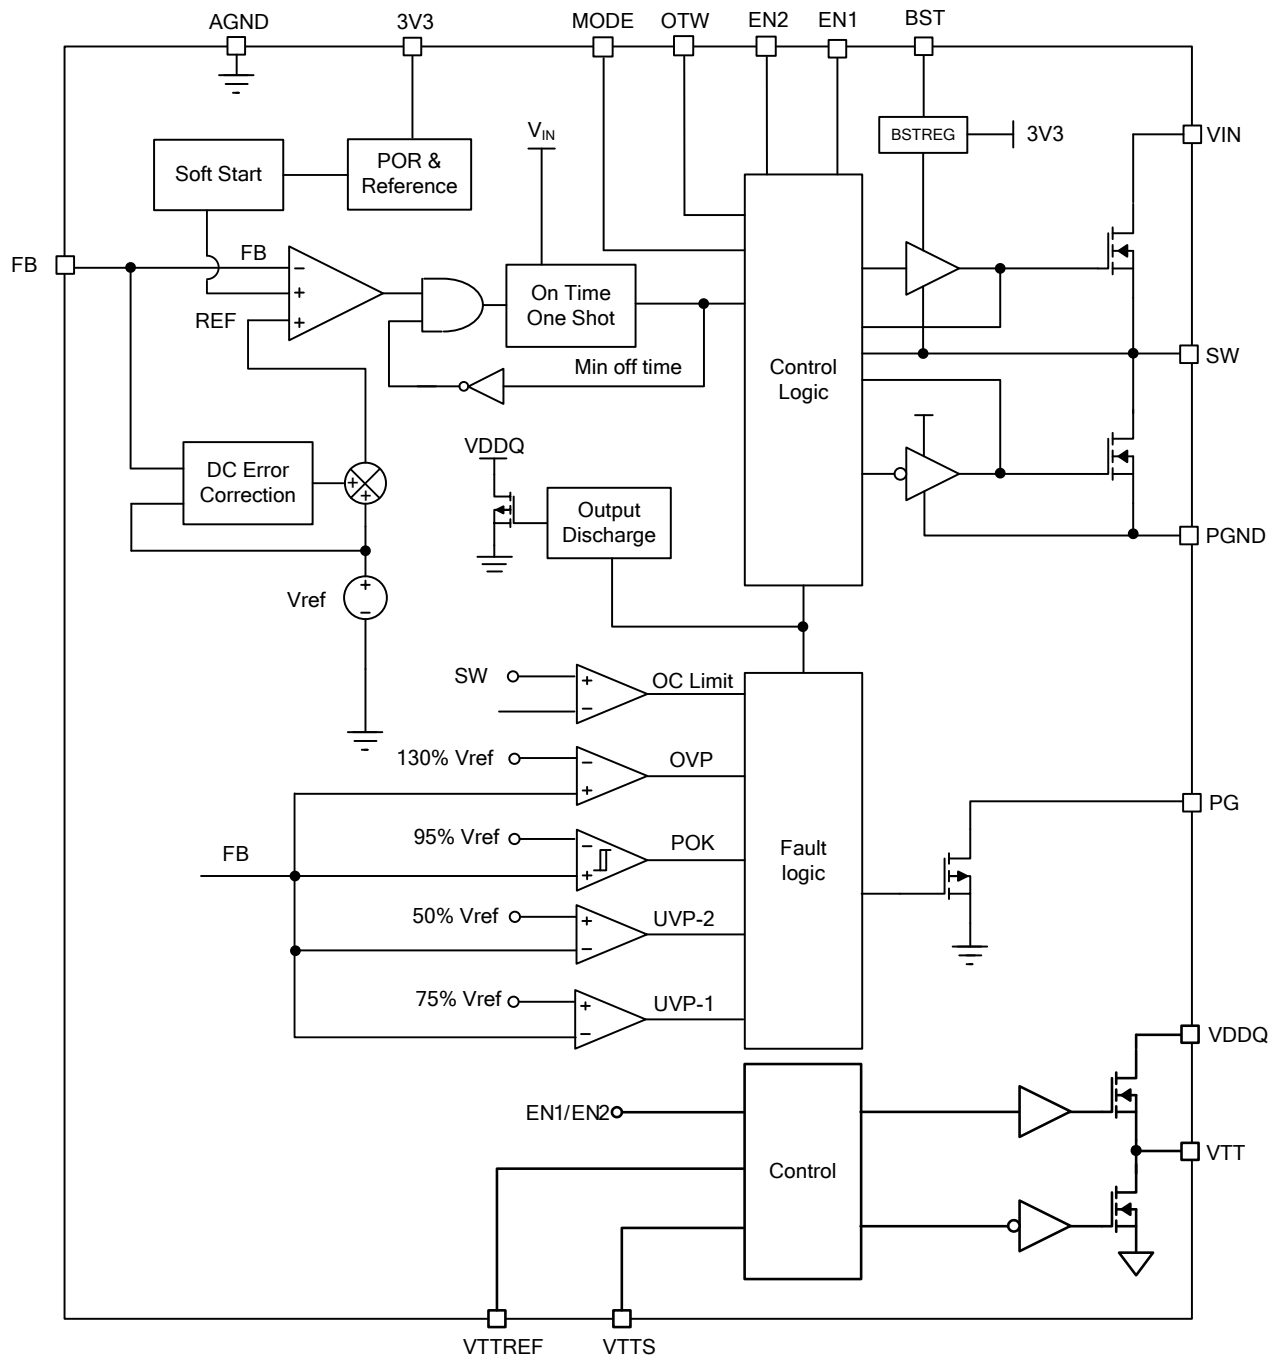 AGND
3V3
MODE
OTW
EN2
EN1
BST
VIN
BSTREG
3V3
VIN
Soft Start
POR &
Reference
FB
FB
REF
On Time
One Shot
Min off time
Control
Logic
SW
VDDQ
DC Error
Correction
Output
Discharge
PGND
Vref
SW
OC Limit
130% Vref
OVP
95% Vref
POK
FB
Fault
logic
PG
50% Vref
UVP-2
75% Vref
UVP-1
VDDQ
EN1/EN2
Control
VTT
VTTREF
VTTS